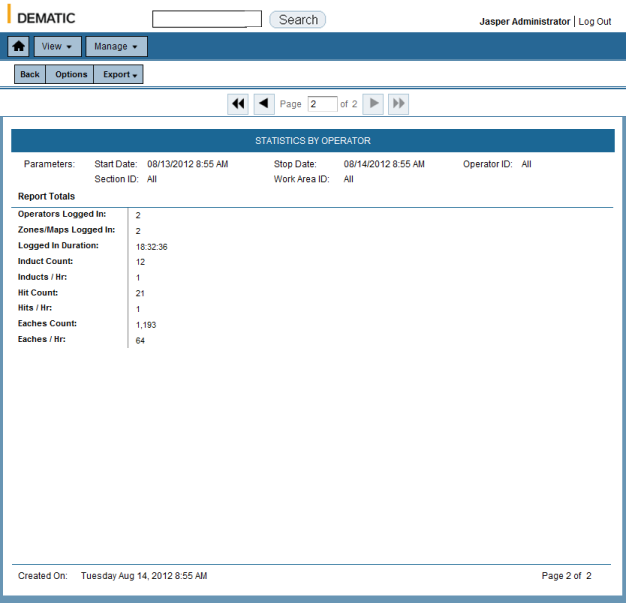 DEMATIC Search Jasper Administrator | Log Out
View Manage
Back Options Export
Page 2 of 2
STATISTICS BY OPERATOR
Parameters: Start Date: 08/13/2012 8:55 AM Stop Date: 08/14/2012 8:55 AM Operator ID: All
Section ID: All Work Area ID: All
Report Totals
Operators Logged In: 2
Zones/Maps Logged In: 2
Logged In Duration: 18:32:36
Induct Count: 12
Inducts / Hr: 1
Hit Count: 21
Hits / Hr: 1
Eaches Count: 1,193
Eaches / Hr: 64
Created On: Tuesday Aug 14, 2012 8:55 AM Page 2 of 2